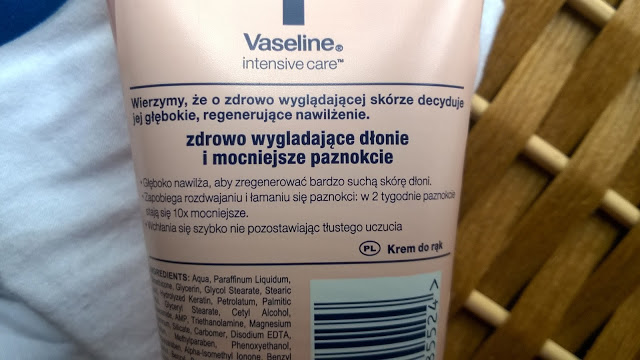 Vaseline®
intensive care™
Wierzymy, że o zdrowo wyglądającej skórze decyduje
jej głębokie, regenerujące nawilżenie.
zdrowo wygladające dłonie
i mocniejsze paznokcie
• Głęboko nawilża, aby zregenerować bardzo suchą skórę dłoni.
• Zapobiega rozdwajaniu i łamaniu się paznokci: w 2 tygodnie paznokcie
stają się 10x mocniejsze.
• Wchłania się szybko nie pozostawiając tłustego uczucia
PL Krem do rąk
INGREDIENTS: Aqua, Paraffinum Liquidum,
Glycerin, Glycol Stearate, Stearic
Hydrolyzed Keratin, Petrolatum, Palmitic
Glyceryl Stearate, Cetyl Alcohol,
AMP, Triethanolamine, Magnesium
Silicate, Carbomer, Disodium EDTA,
Methylparaben, Phenoxyethanol,
Alpha-Isomethyl Ionone, Benzyl
5524 >